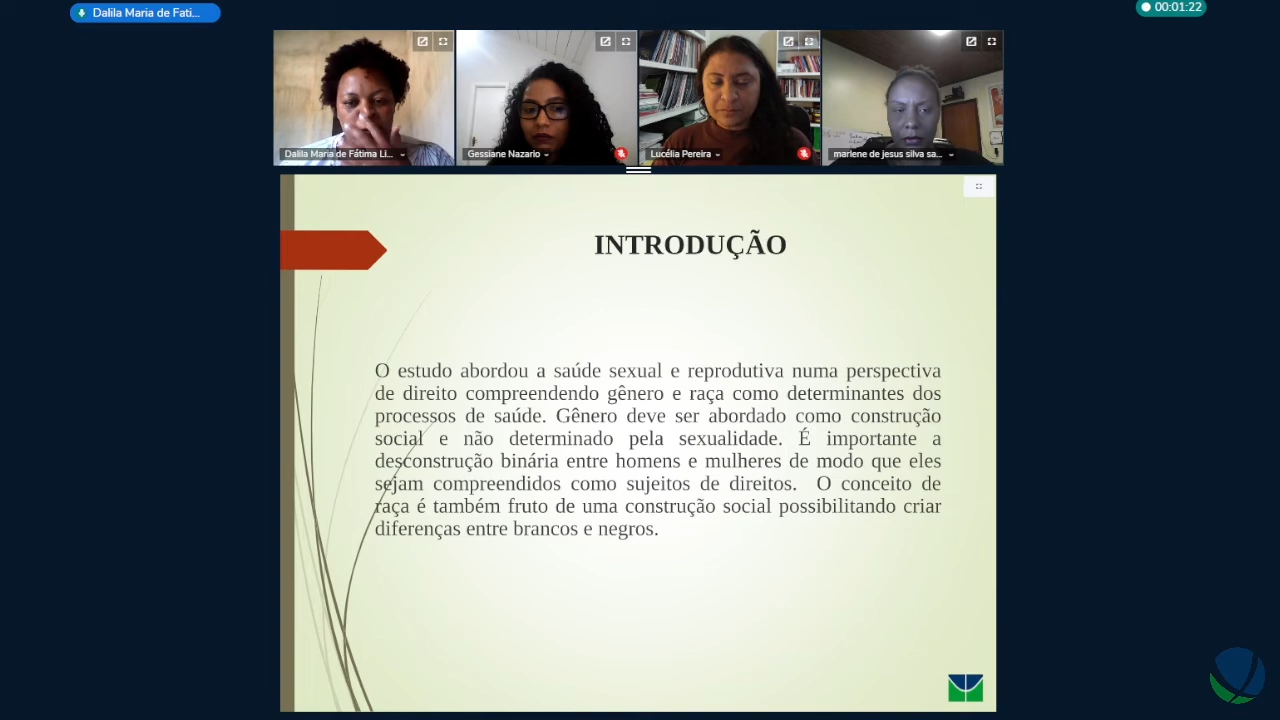 Dalila Maria de Fati...
00:01:22
Dalila Maria de Fátima Li...
Gessiane Nazario
Lucélia Pereira
marlene de jesus silva sa...
INTRODUÇÃO
O estudo abordou a saúde sexual e reprodutiva numa perspectiva
de direito compreendendo gênero e raça como determinantes dos
processos de saúde. Gênero deve ser abordado como construção
social e não determinado pela sexualidade. É importante a
desconstrução binária entre homens e mulheres de modo que eles
sejam compreendidos como sujeitos de direitos. O conceito de
raça é também fruto de uma construção social possibilitando criar
diferenças entre brancos e negros.